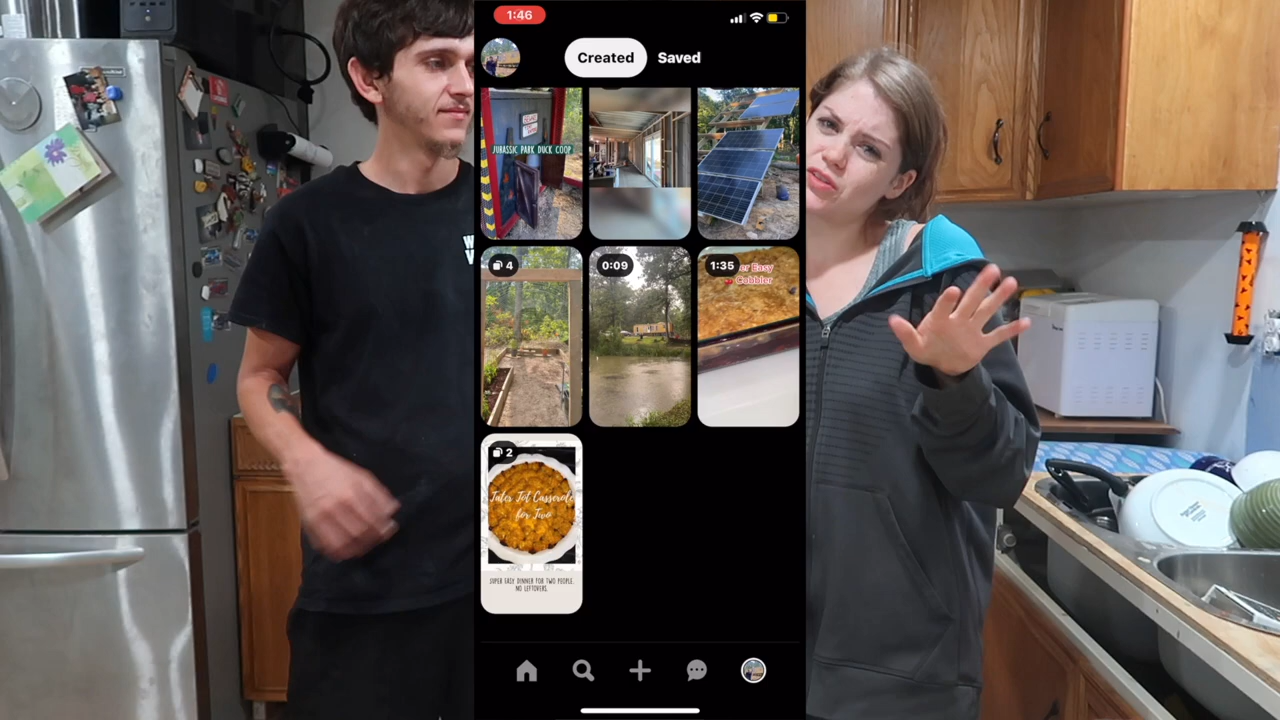 1:46
Created
Saved
JURASSIC PARK DUCK COOP
4
0:09
1:35
er Easy
Cobbler
2
Tater Tot Casserole
for Two
SUPER EASY DINNER FOR TWO PEOPLE.
NO LEFTOVERS.